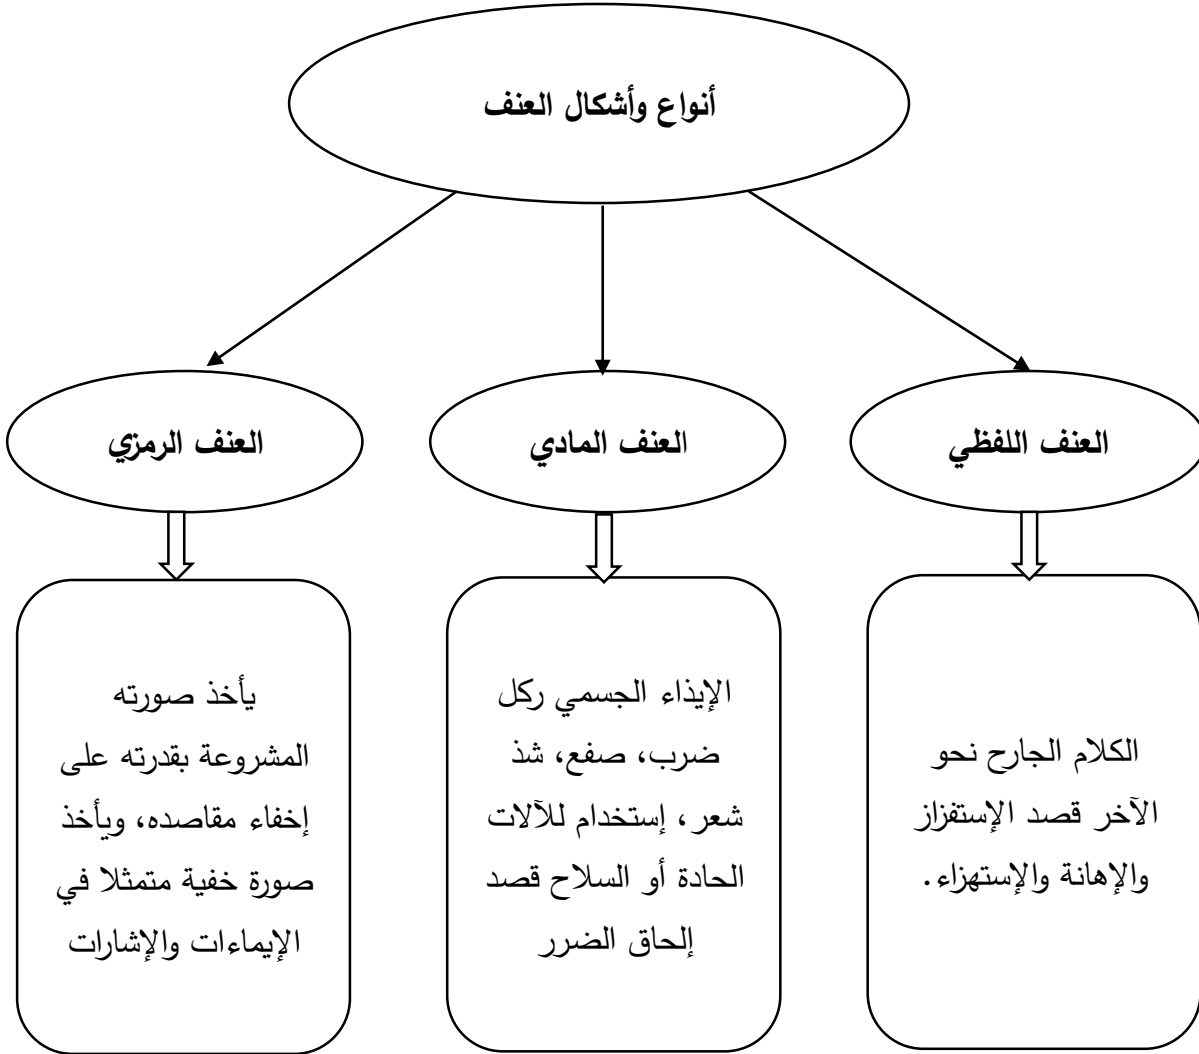 أنواع وأشكال العنف
العنف اللفظي
العنف المادي
العنف الرمزي
الكلام الجارح نحو
الآخر قصد الإستفزاز
والإهانة والإستهزاء.
الإيذاء الجسمي ركل
ضرب، صفع، شذ
شعر، إستخدام للآلات
الحادة أو السلاح قصد
إلحاق الضرر
يأخذ صورته
المشروعة بقدرته على
إخفاء مقاصده، ويأخذ
صورة خفية متمثلا في
الإيماءات والإشارات